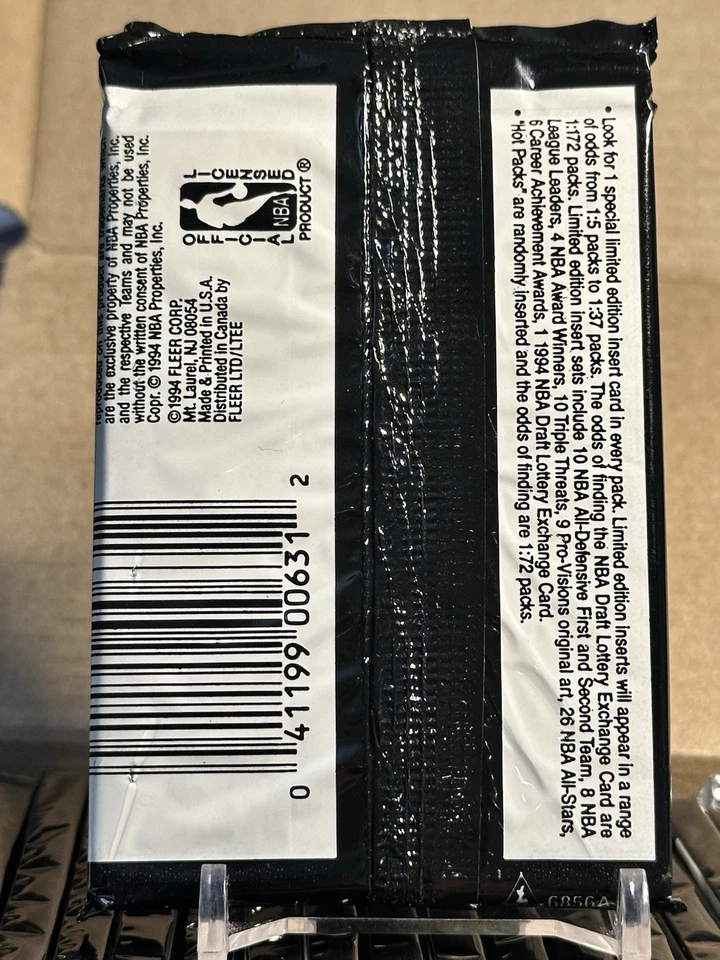 • Look for 1 special limited edition insert card in every pack. Limited edition inserts will appear in a range
of odds from 1:5 packs to 1:37 packs. The odds of finding the NBA Draft Lottery Exchange Card are
1:172 packs. Limited edition insert sets include 10 NBA All-Defensive First and Second Team, 8 NBA
League Leaders, 4 NBA Award Winners, 10 Triple Threats, 9 Pro-Visions original art, 26 NBA All-Stars,
6 Career Achievement Awards, 1 1994 NBA Draft Lottery Exchange Card.
• "Hot Packs" are randomly inserted and the odds of finding are 1:72 packs.
are the exclusive property of NBA Properties, Inc.
and the respective Teams and may not be used
without the written consent of NBA Properties, Inc.
Copr. © 1994 NBA Properties, Inc.
OFFICIAL
LICENSED
NBA
PRODUCT ®
© 1994 FLEER CORP.
Mt. Laurel, NJ 08054
Made & Printed in U.S.A.
Distributed in Canada by
FLEER LTD/LTEE
0 41199 00631 2
6856A